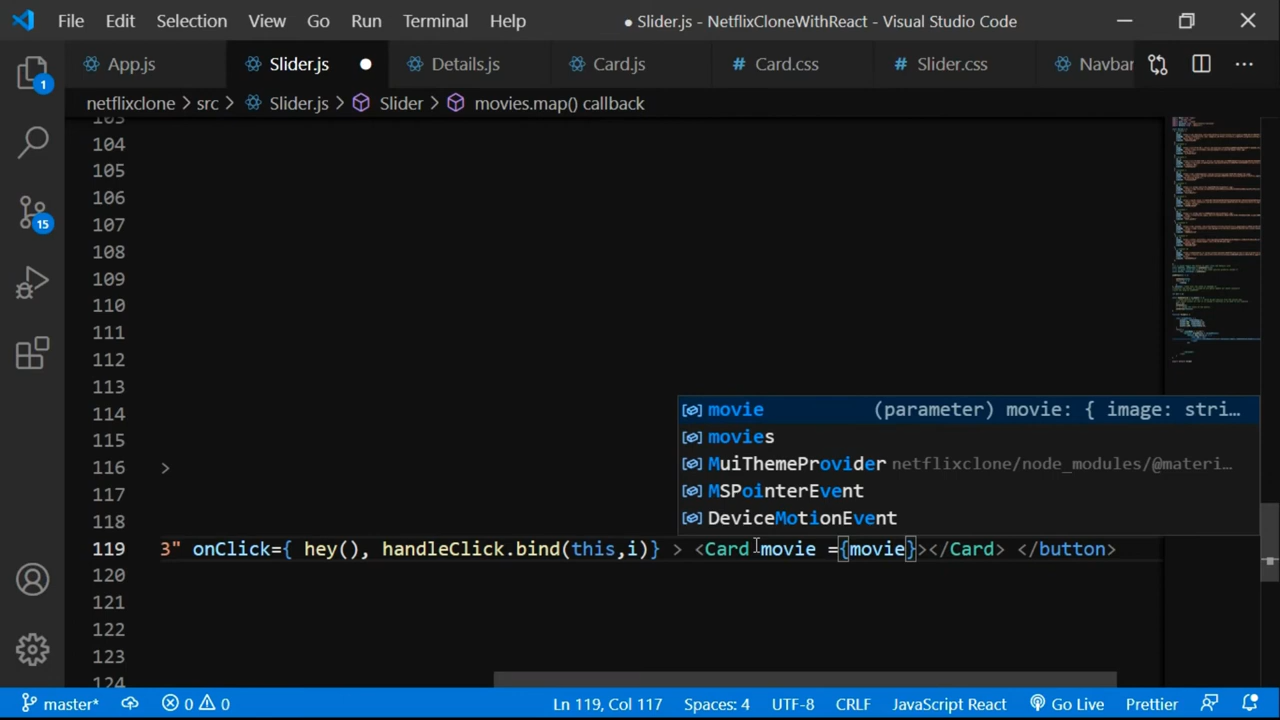 File Edit Selection View Go Run Terminal Help ● Slider.js - NetflixCloneWithReact - Visual Studio Code
App.js Slider.js Details.js Card.js # Card.css # Slider.css Navbar
netflixclone > src > Slider.js > Slider > movies.map() callback
1
15
103
104
105
106
107
108
109
110
111
112
113
114
115
116 >
117
118
119 3" onClick={ hey(), handleClick.bind(this,i)} > <Card movie ={movie}></Card> </button>
120
121
122
123
124
movie (parameter) movie: { image: stri…
movies
MuiThemeProvider netflixclone/node_modules/@materi…
MSPointerEvent
DeviceMotionEvent
master* 0 0 Ln 119, Col 117 Spaces: 4 UTF-8 CRLF JavaScript React Go Live Prettier